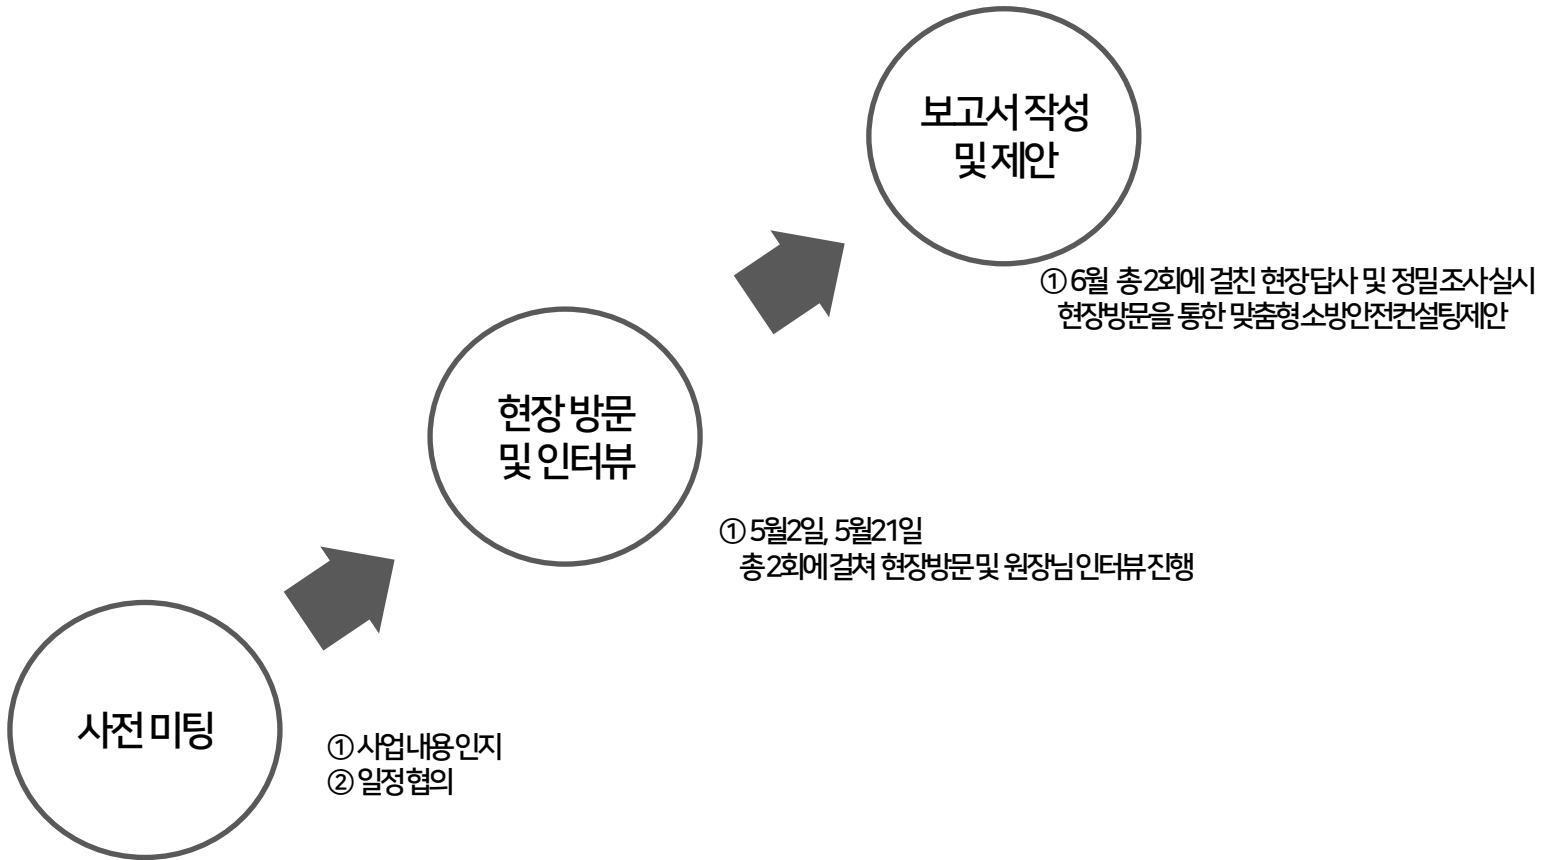 보고서 작성
및 제안
① 6월 총 2회에 걸친 현장답사 및 정밀조사실시
현장방문을 통한 맞춤형 소방안전컨설팅제안
현장 방문
및 인터뷰
① 5월2일, 5월21일
총 2회에 걸쳐 현장방문 및 원장님 인터뷰 진행
사전 미팅
① 사업내용 인지
② 일정 협의